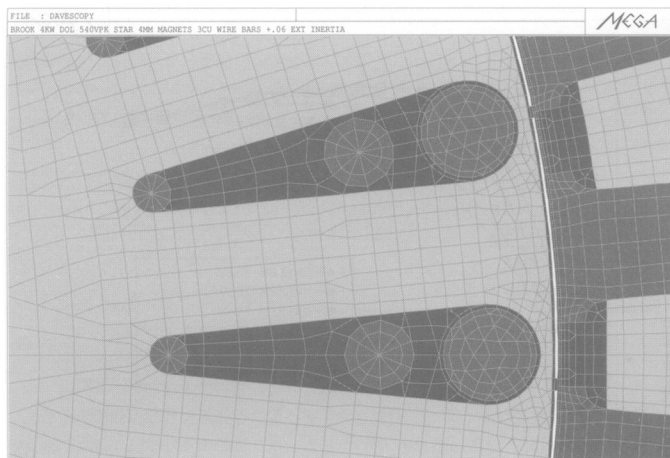 FILE : DAVESCOPY
MEGA
BROOK 4KW DOL 540VPK STAR 4MM MAGNETS 3CU WIRE BARS +.06 EXT INERTIA